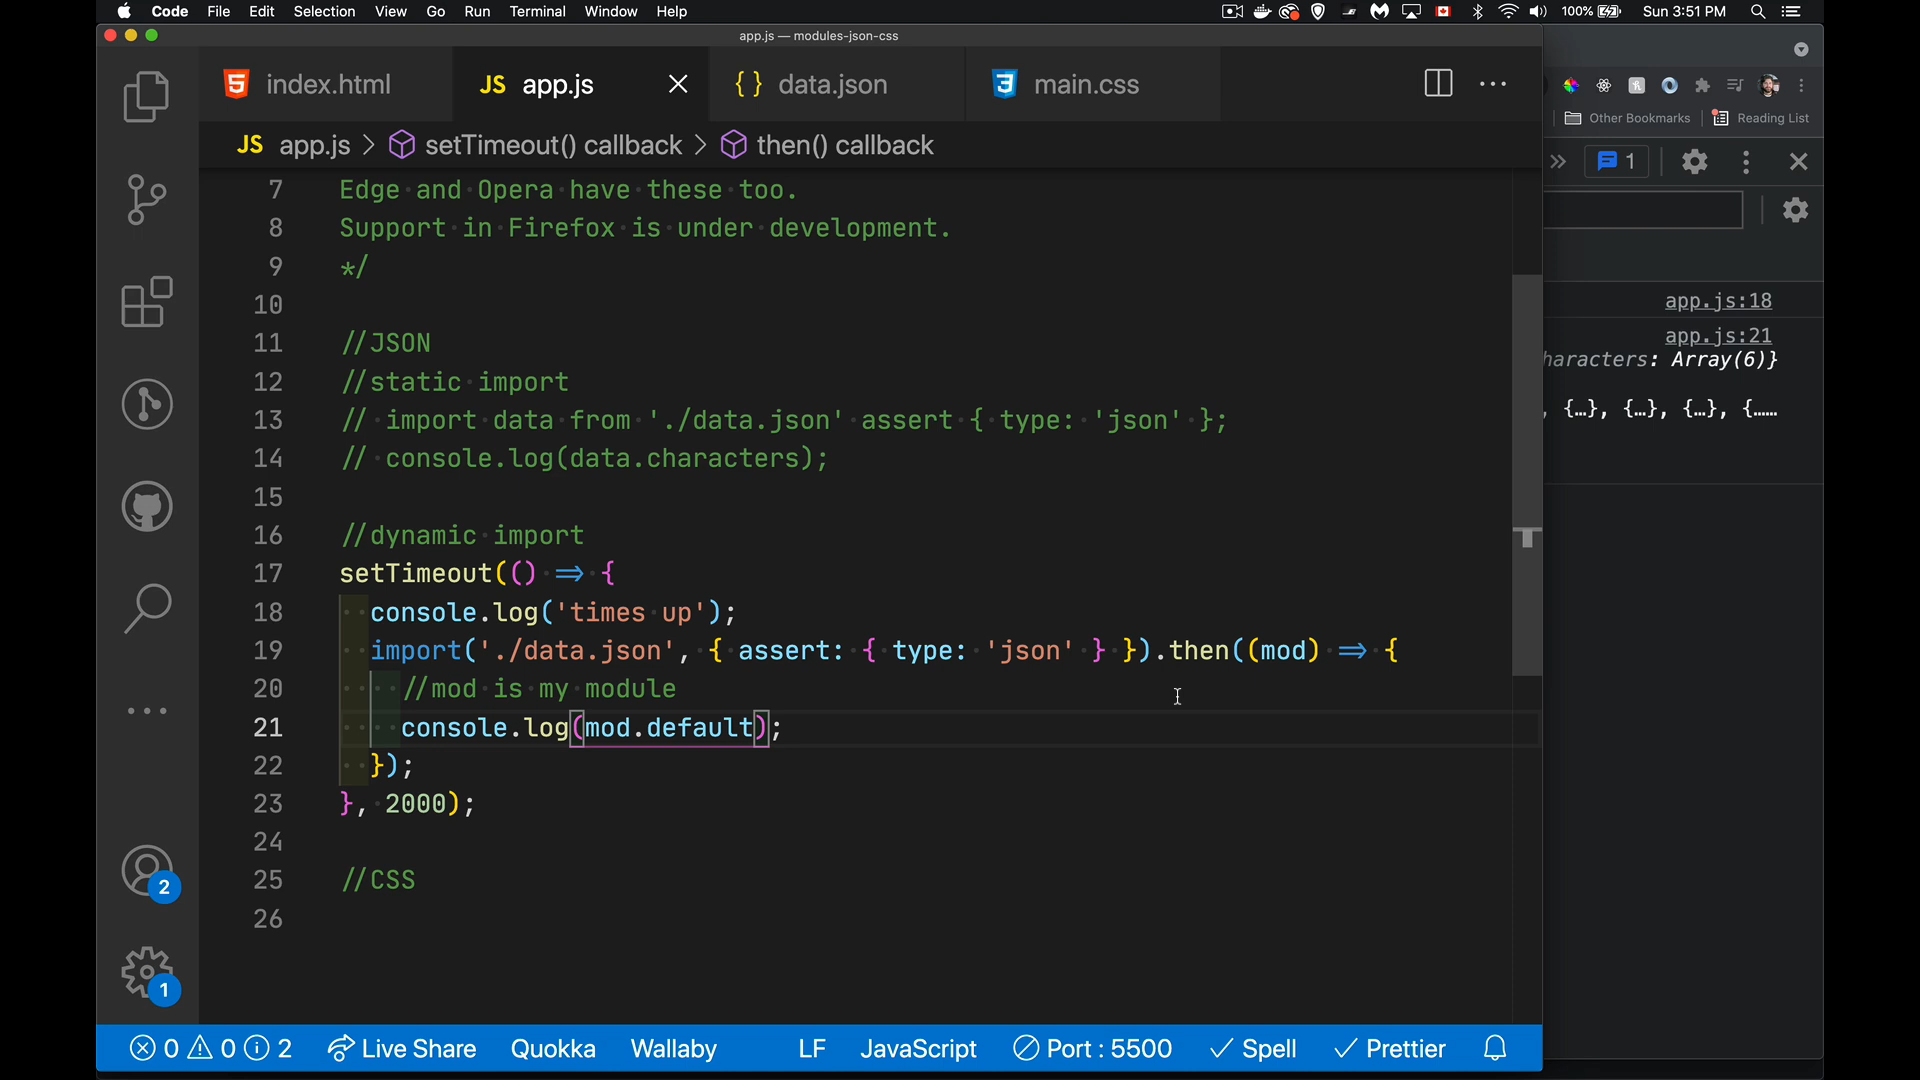 Code File Edit Selection View Go Run Terminal Window Help 100% Sun 3:51 PM
app.js — modules-json-css
index.html JS app.js { } data.json main.css
Other Bookmarks Reading List
JS app.js > setTimeout() callback > then() callback
1
7 Edge and Opera have these too.
8 Support in Firefox is under development.
9 */
10
11 //JSON
12 //static import
13 // import data from './data.json' assert { type: 'json' };
14 // console.log(data.characters);
15
16 //dynamic import
17 setTimeout(() => {
18 console.log('times up');
19 import('./data.json', { assert: { type: 'json' } }).then((mod) => {
20 //mod is my module
21 console.log(mod.default);
22 });
23 }, 2000);
24
25 //CSS
26
app.js:18
app.js:21
haracters: Array(6)}
, {…}, {…}, {…}, {……
2
1
0 0 2 Live Share Quokka Wallaby LF JavaScript Port : 5500 Spell Prettier